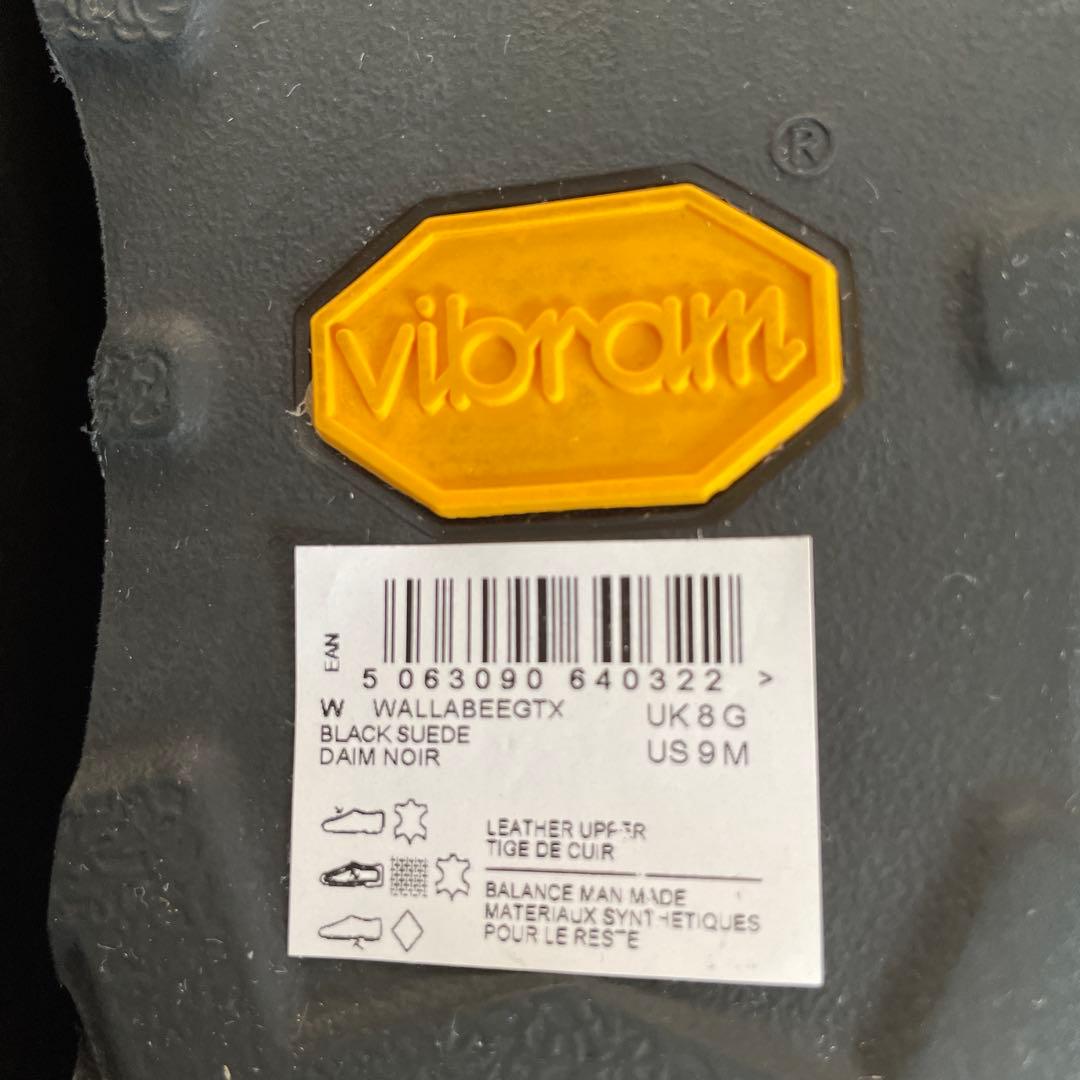 ®
vibram
EAN
5 063090 640322 >
W WALLABEEGTX
UK 8 G
BLACK SUEDE
US 9 M
DAIM NOIR
LEATHER UPPER
TIGE DE CUIR
BALANCE MAN MADE
MATERIAUX SYNTHETIQUES
POUR LE RESTE